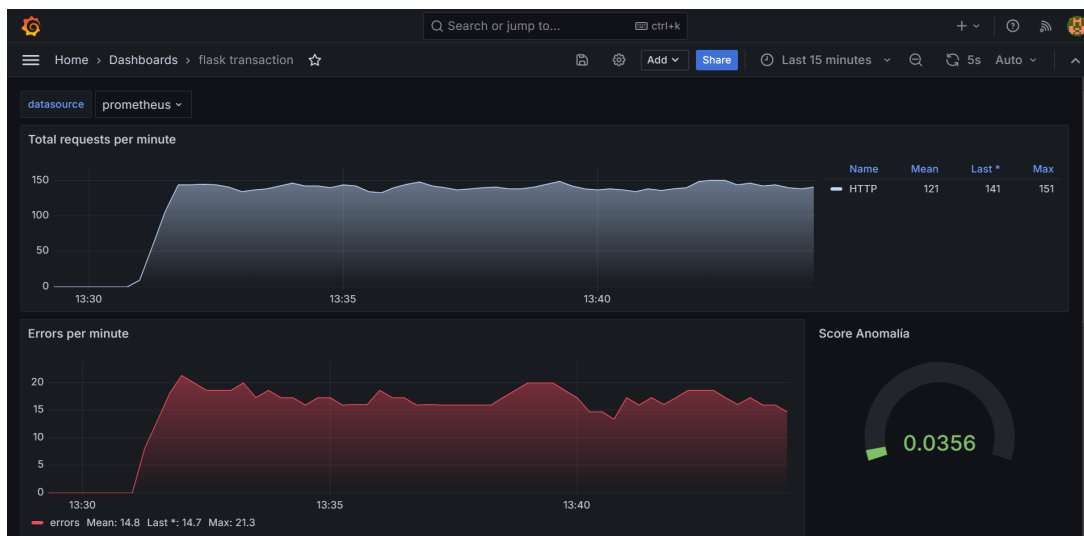 Search or jump to... ctrl+k
Home › Dashboards › flask transaction Add Share Last 15 minutes 5s Auto
datasource prometheus
Total requests per minute
Name Mean Last * Max
HTTP 121 141 151
150
100
50
0
13:30 13:35 13:40
Errors per minute
20
15
10
5
0
13:30 13:35 13:40
errors Mean: 14.8 Last *: 14.7 Max: 21.3
Score Anomalía
0.0356